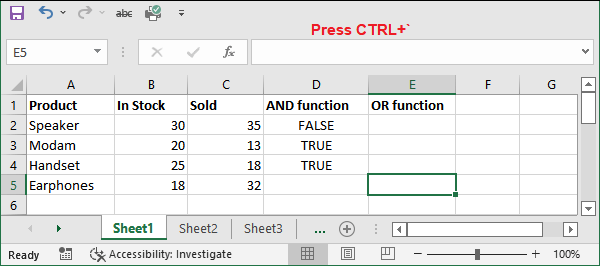 abc
Press CTRL+`
E5
fx
A B C D E F G
1 Product In Stock Sold AND function OR function
2 Speaker 30 35 FALSE
3 Modam 20 13 TRUE
4 Handset 25 18 TRUE
5 Earphones 18 32
6
Sheet1 Sheet2 Sheet3 ...
Ready Accessibility: Investigate 100%